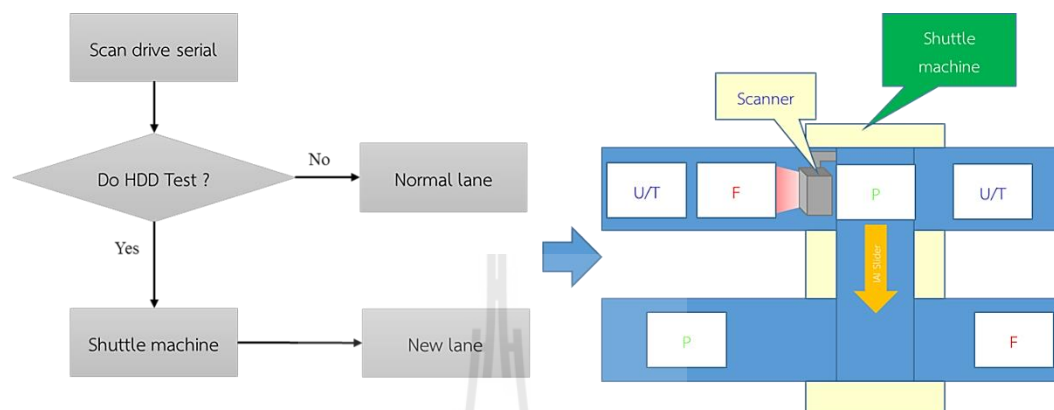 Scan drive serial
Do HDD Test ?
No
Normal lane
Yes
Shuttle machine
New lane
Shuttle
machine
Scanner
U/T
F
P
U/T
IAI Slider
P
F